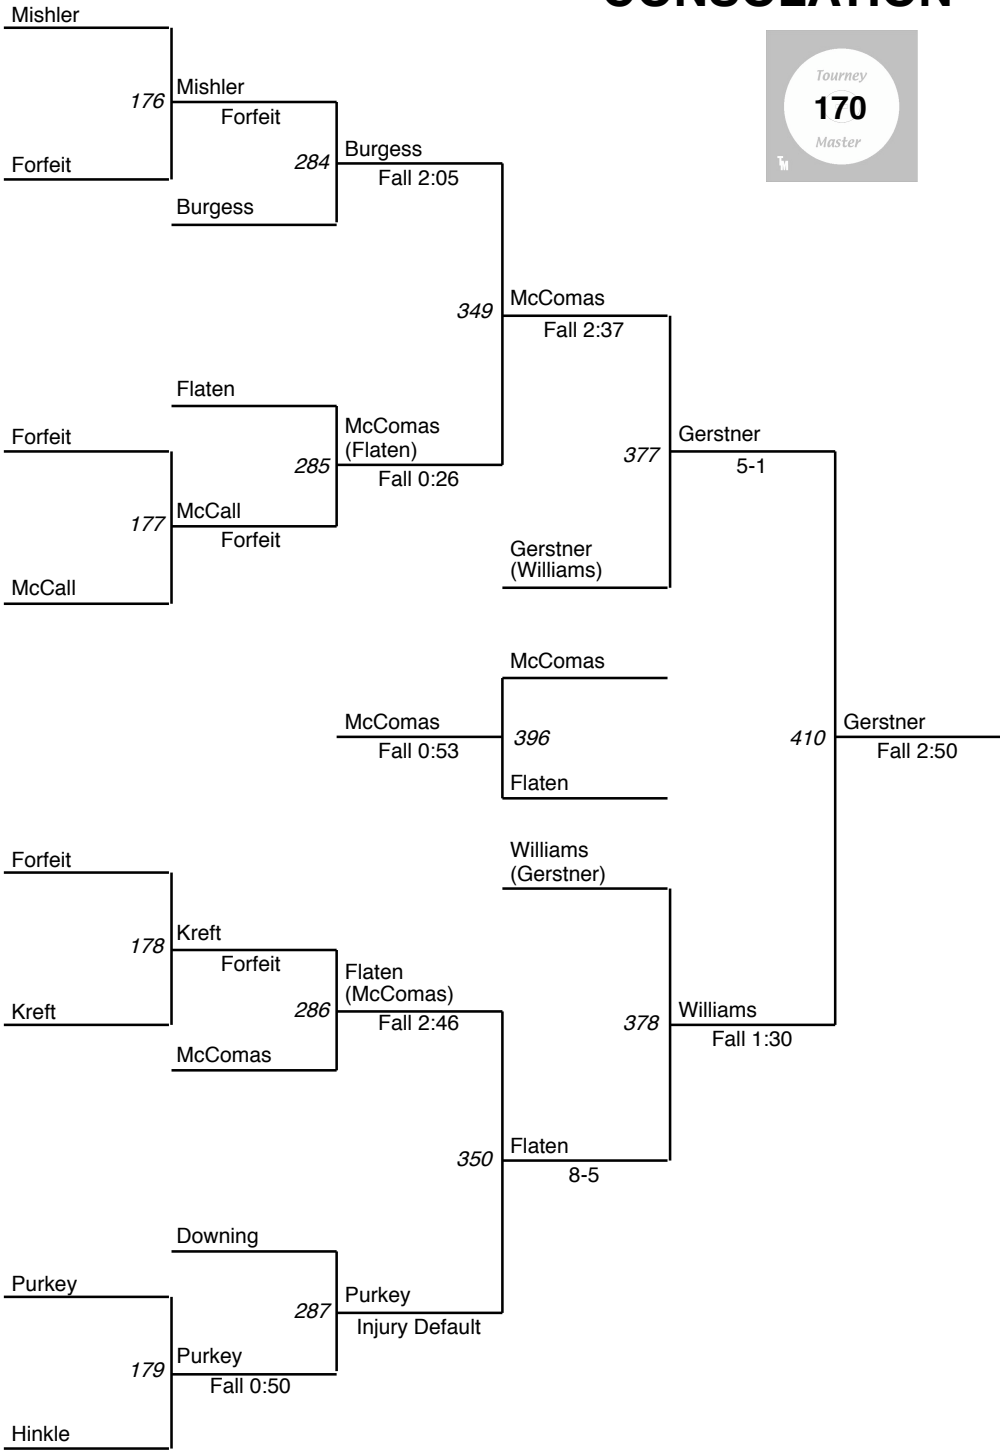 CONSOLATION
Mishler
Tourney
170
Master
TM
176
Mishler
Forfeit
Forfeit
284
Burgess
Fall 2:05
Burgess
349
McComas
Fall 2:37
Flaten
Forfeit
285
McComas
(Flaten)
Fall 0:26
377
Gerstner
5-1
177
McCall
Forfeit
McCall
Gerstner
(Williams)
McComas
McComas
Fall 0:53
396
Flaten
410
Gerstner
Fall 2:50
Williams
(Gerstner)
Forfeit
178
Kreft
Forfeit
Kreft
286
Flaten
(McComas)
Fall 2:46
McComas
378
Williams
Fall 1:30
350
Flaten
8-5
Downing
Purkey
287
Purkey
Injury Default
179
Purkey
Fall 0:50
Hinkle